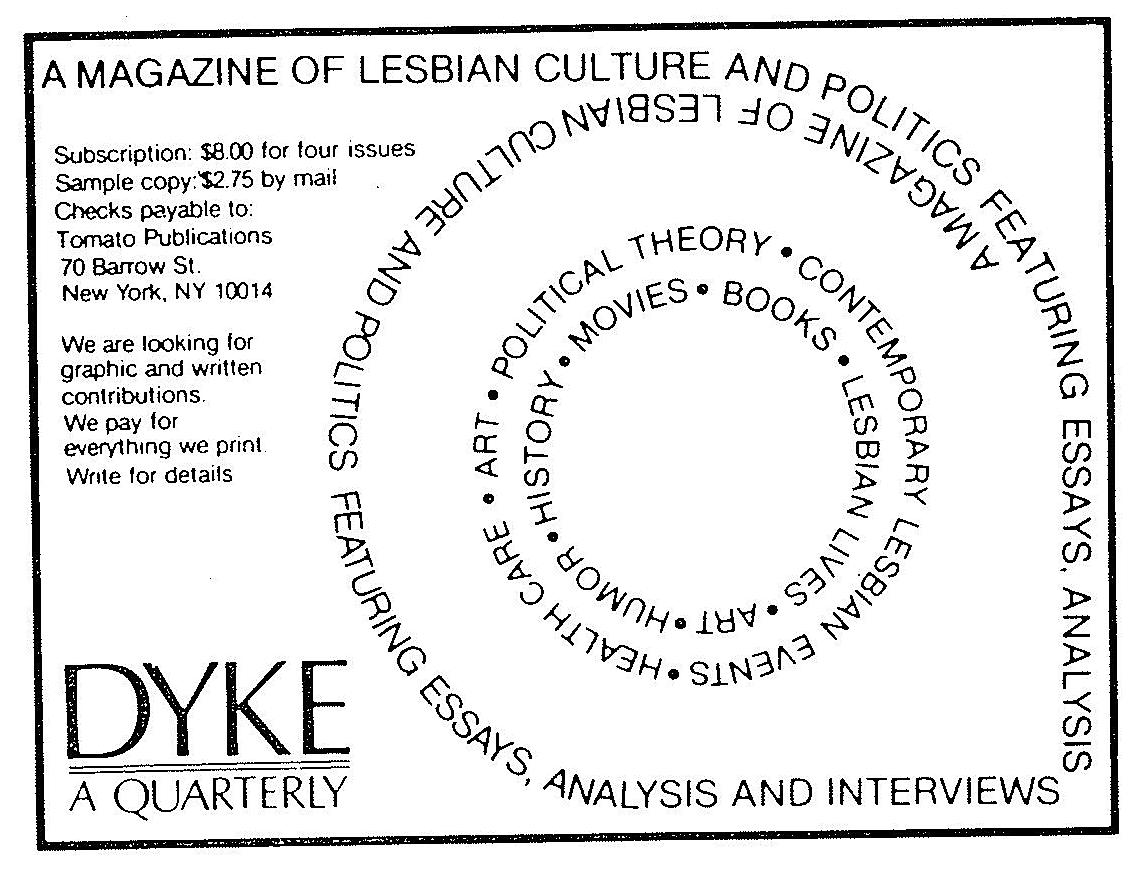 A MAGAZINE OF LESBIAN CULTURE AND POLITICS FEATURING ESSAYS, ANALYSIS
A MAGAZINE OF LESBIAN CULTURE AND POLITICS FEATURING ESSAYS, ANALYSIS AND INTERVIEWS
Subscription: $8.00 for four issues
Sample copy: $2.75 by mail
Checks payable to:
Tomato Publications
70 Barrow St.
New York, NY 10014
We are looking for
graphic and written
contributions.
We pay for
everything we print.
Write for details
ART • POLITICAL THEORY • CONTEMPORARY LESBIAN EVENTS • HEALTH CARE •
HISTORY • MOVIES • BOOKS • LESBIAN LIVES • ART • HUMOR •
DYKE
A QUARTERLY